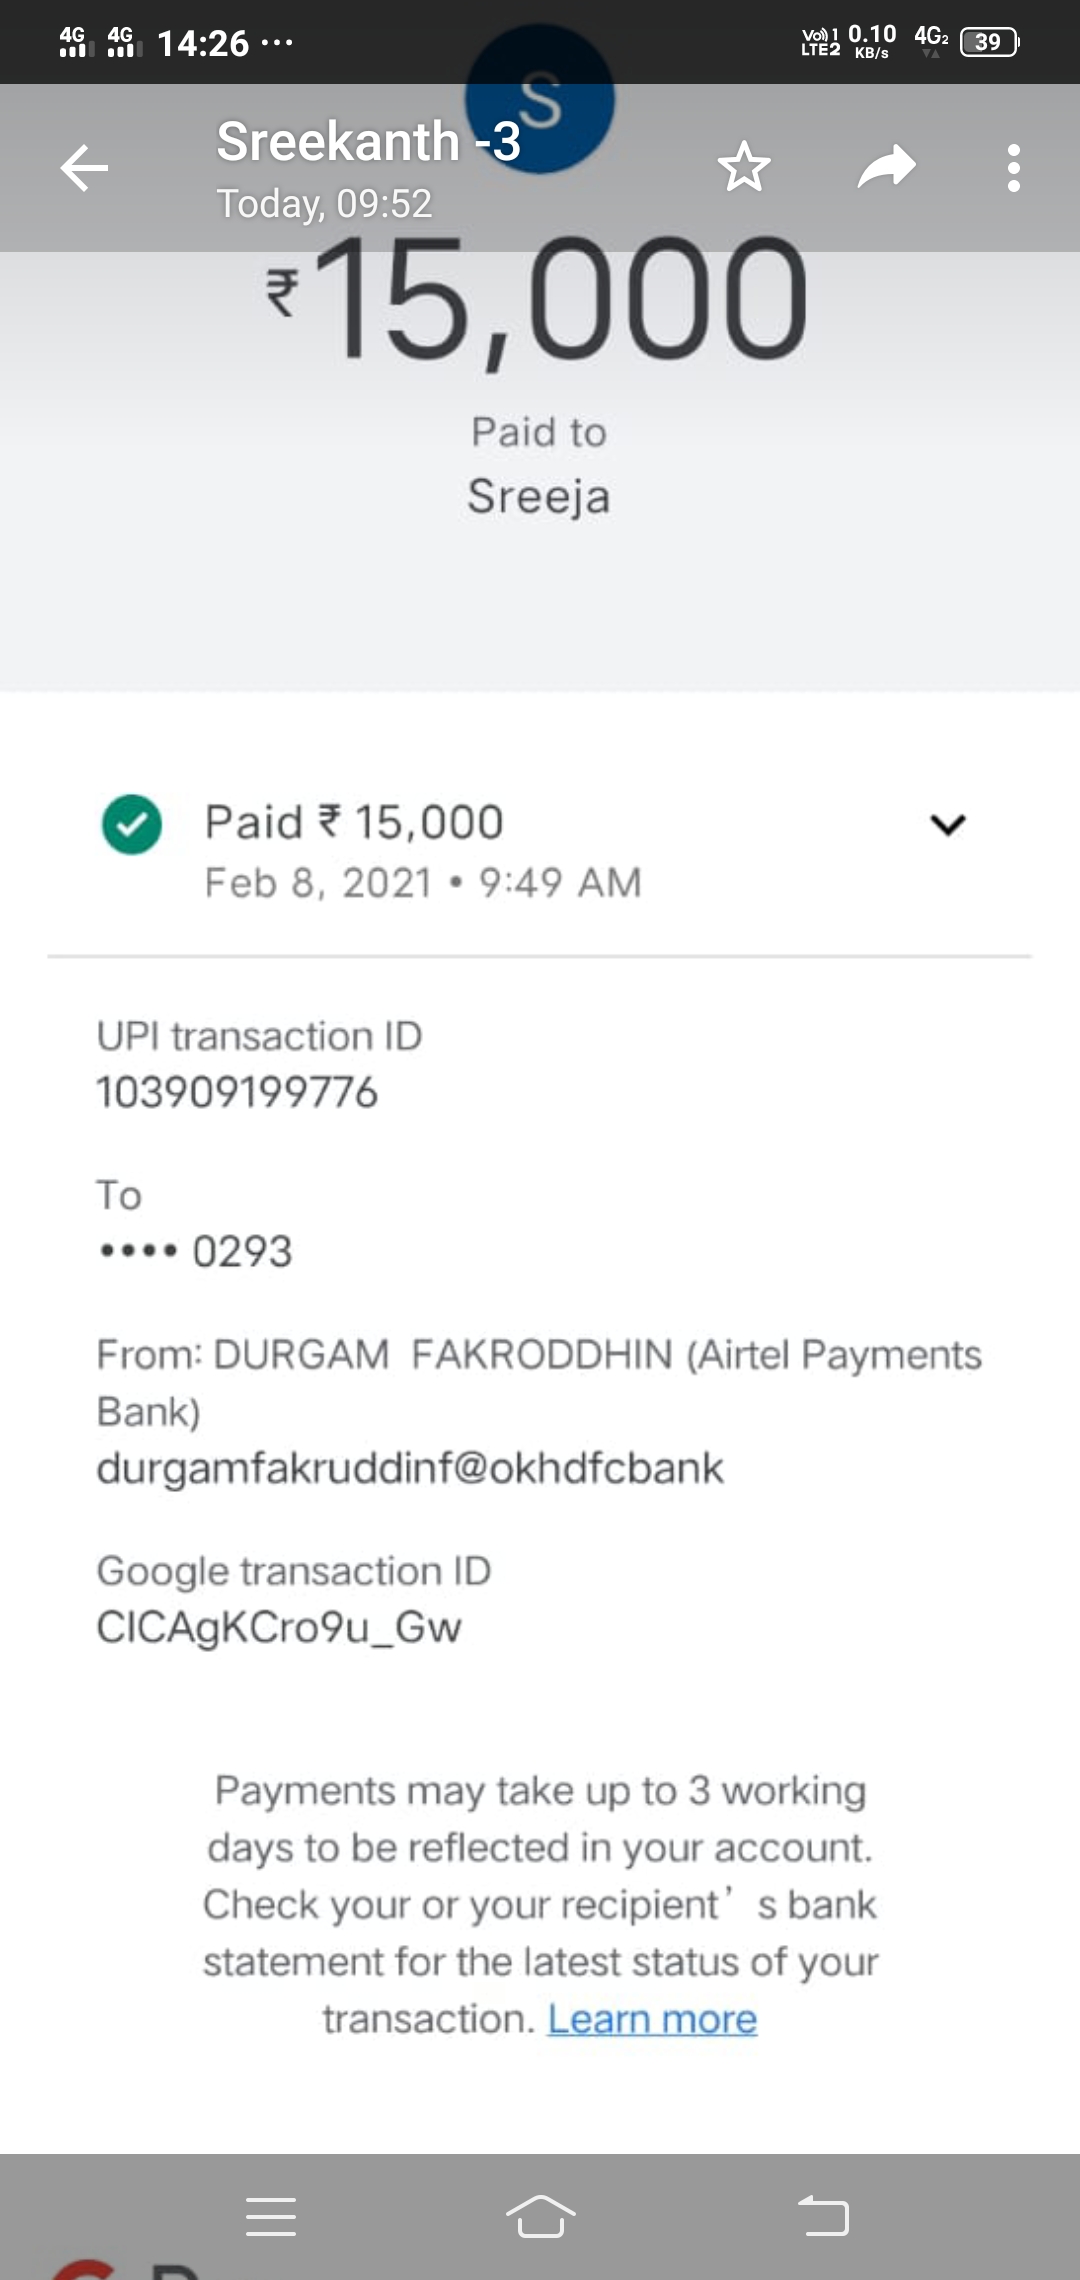 4G 4G 14:26 ... Vo)) 1 LTE2 0.10 KB/s 4G2 39
S
Sreekanth -3
Today, 09:52
₹15,000
Paid to
Sreeja
Paid ₹ 15,000
Feb 8, 2021 • 9:49 AM
UPI transaction ID
103909199776
To
•••• 0293
From: DURGAM FAKRODDHIN (Airtel Payments
Bank)
durgamfakruddinf@okhdfcbank
Google transaction ID
CICAgKCro9u_Gw
Payments may take up to 3 working
days to be reflected in your account.
Check your or your recipient’ s bank
statement for the latest status of your
transaction. Learn more